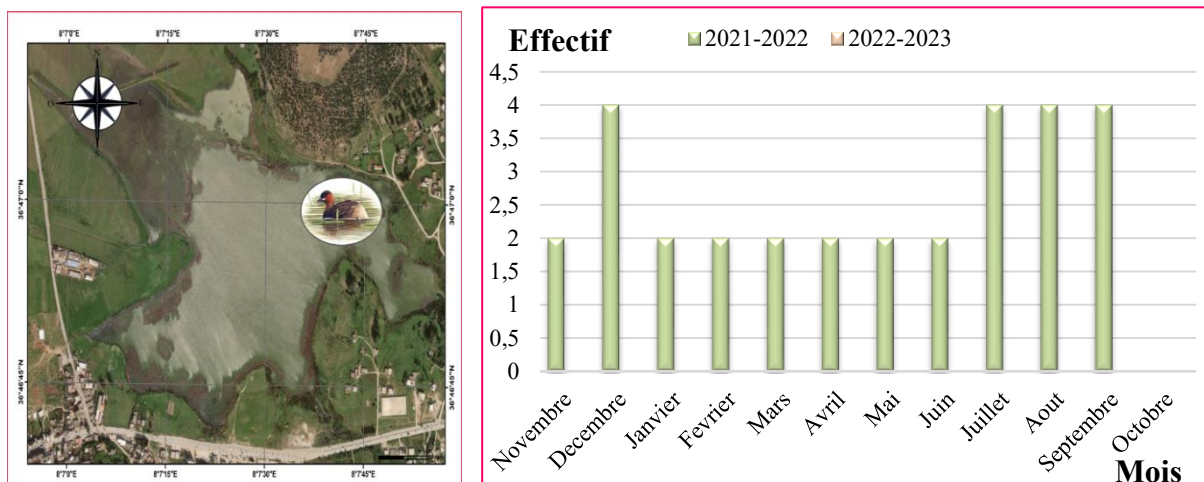 8°7'0"E 8°7'15"E 8°7'30"E 8°7'45"E
36°47'0"N 36°47'0"N
36°46'45"N 36°46'45"N
8°7'0"E 8°7'15"E 8°7'30"E 8°7'45"E
Effectif
2021-2022 2022-2023
4,5
4
3,5
3
2,5
2
1,5
1
0,5
0
Novembre Decembre Janvier Fevrier Mars Avril Mai Juin Juillet Aout Septembre Octobre
Mois